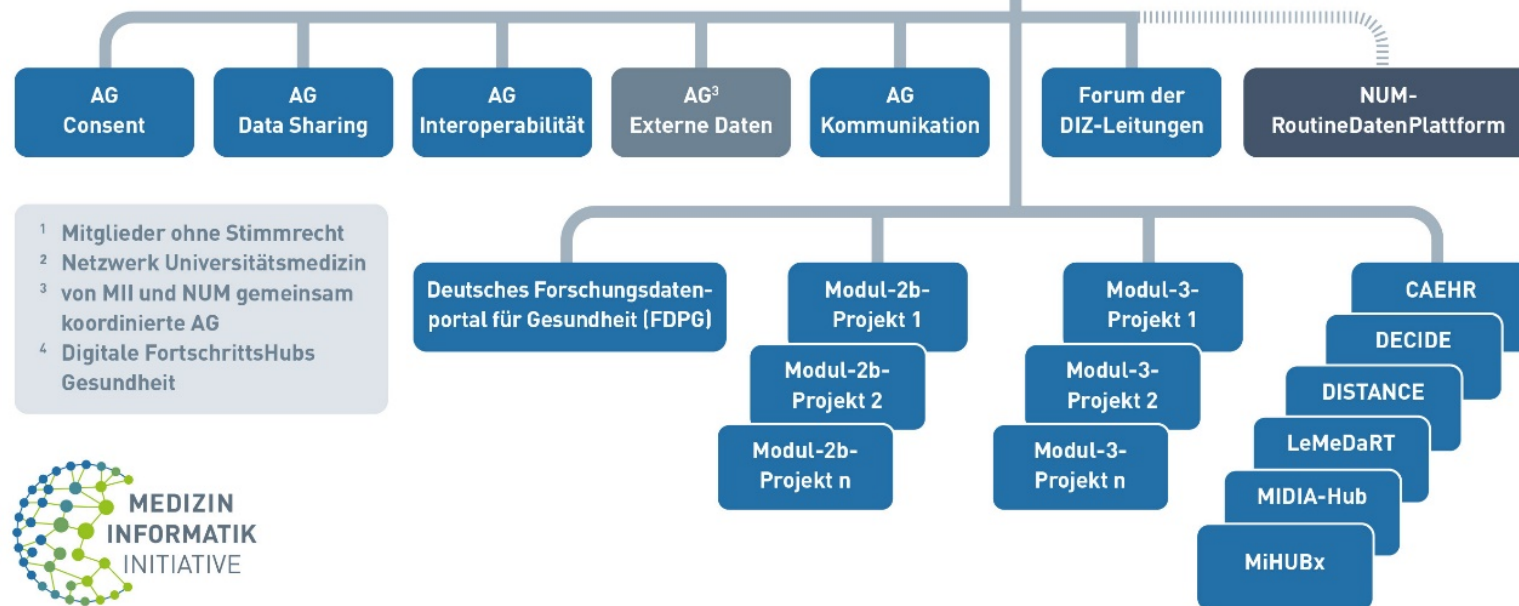 AG
Consent
AG
Data Sharing
AG
Interoperabilität
AG³
Externe Daten
AG
Kommunikation
Forum der
DIZ-Leitungen
NUM-
RoutineDatenPlattform
¹ Mitglieder ohne Stimmrecht
² Netzwerk Universitätsmedizin
³ von MII und NUM gemeinsam
koordinierte AG
⁴ Digitale FortschrittsHubs
Gesundheit
Deutsches Forschungsdaten-
portal für Gesundheit (FDPG)
Modul-2b-
Projekt 1
Modul-2b-
Projekt 2
Modul-2b-
Projekt n
Modul-3-
Projekt 1
Modul-3-
Projekt 2
Modul-3-
Projekt n
CAEHR
DECIDE
DISTANCE
LeMeDaRT
MIDIA-Hub
MiHUBx
MEDIZIN
INFORMATIK
INITIATIVE